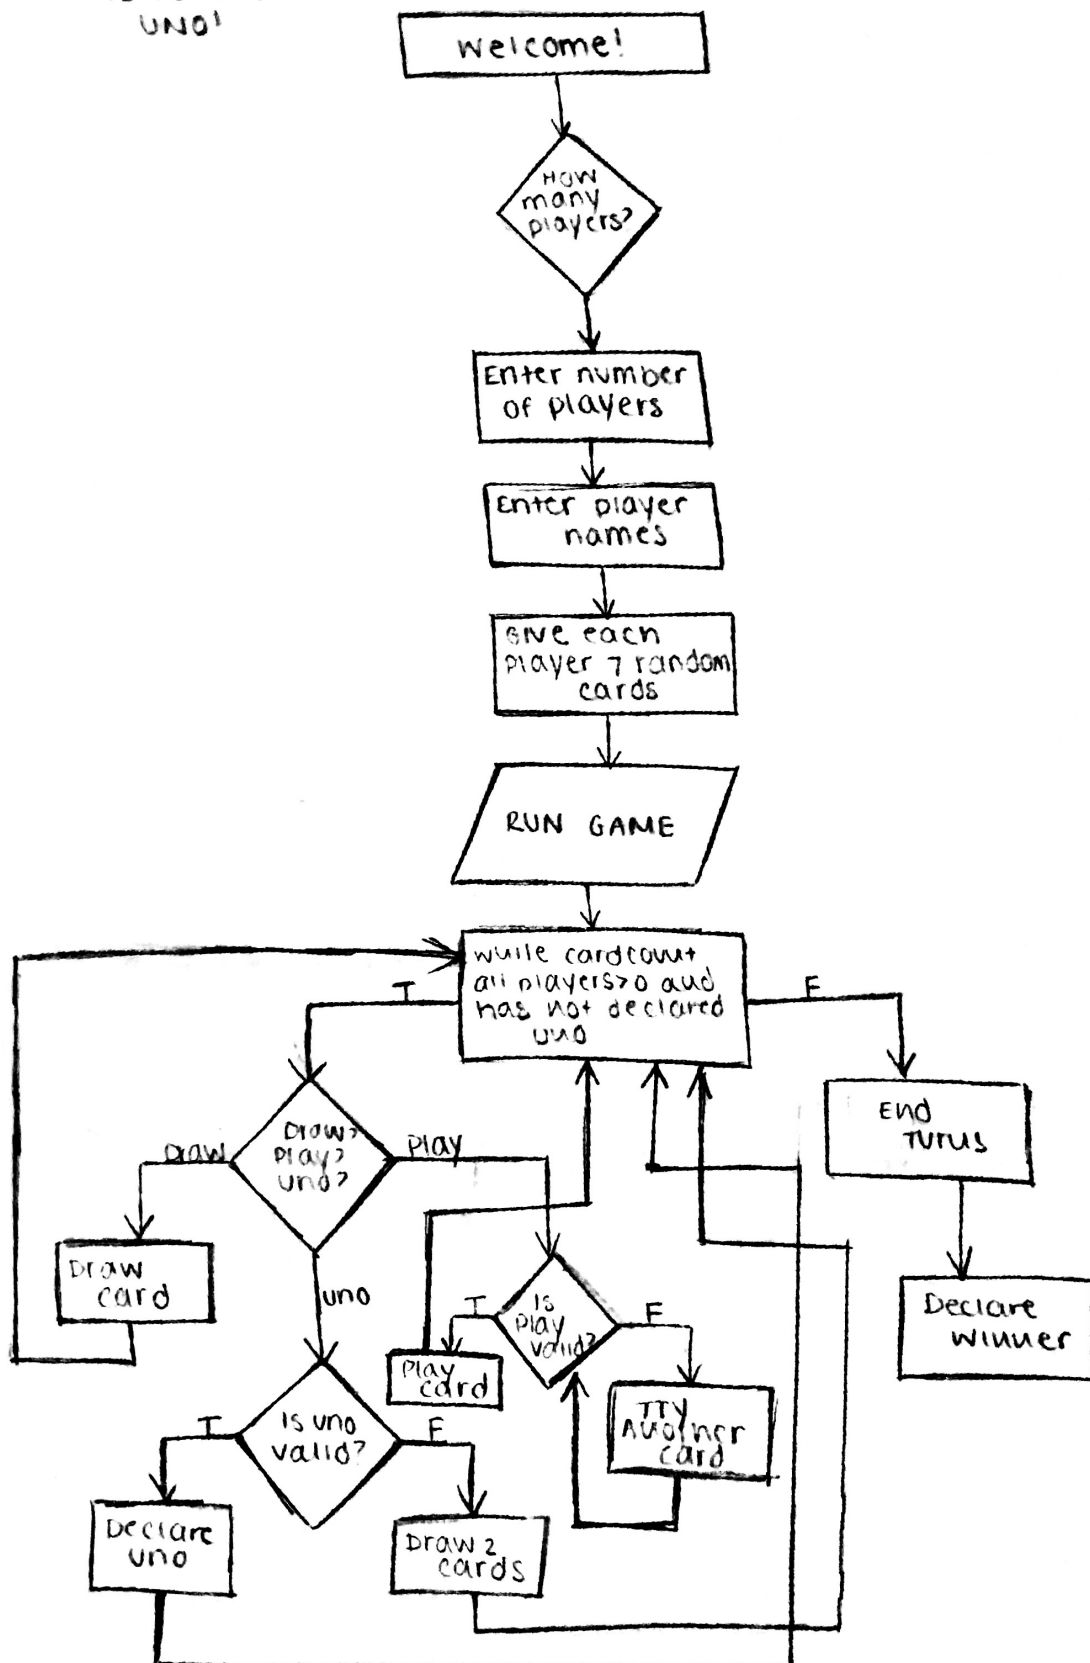 UNO!
Welcome!
How
many
players?
Enter number
of players
Enter player
names
Give each
player 7 random
cards
RUN GAME
while cardcount
all players>0 and
has not declared
uno
T
F
Draw?
Play?
uno?
Draw
Play
uno
End
Turns
Draw
card
Is
Play
valid?
T
F
Declare
winner
Play
card
Try
Another
card
Is uno
valid?
T
F
Declare
uno
Draw 2
cards